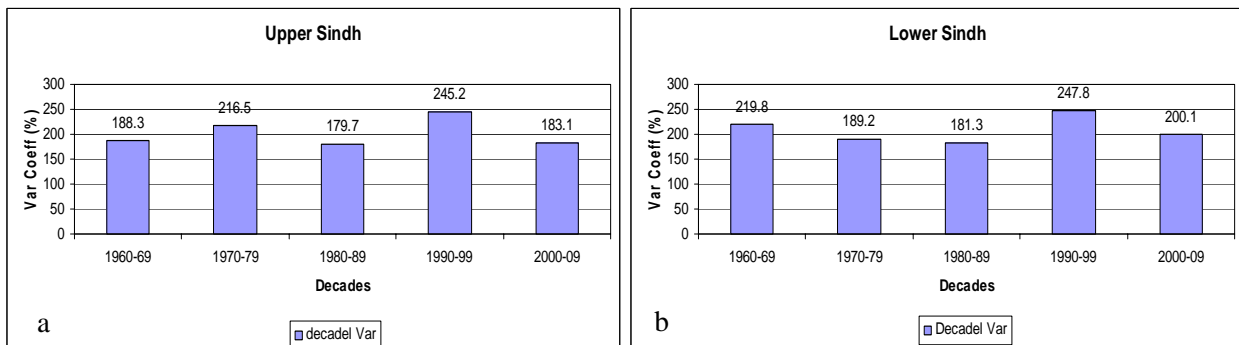 Upper Sindh
Var Coeff (%)
300
250
200
150
100
50
0
188.3
216.5
179.7
245.2
183.1
1960-69 1970-79 1980-89 1990-99 2000-09
Decades
a
decadel Var
Lower Sindh
Var Coeff (%)
300
250
200
150
100
50
0
219.8
189.2
181.3
247.8
200.1
1960-69 1970-79 1980-89 1990-99 2000-09
Decades
b
Decadel Var